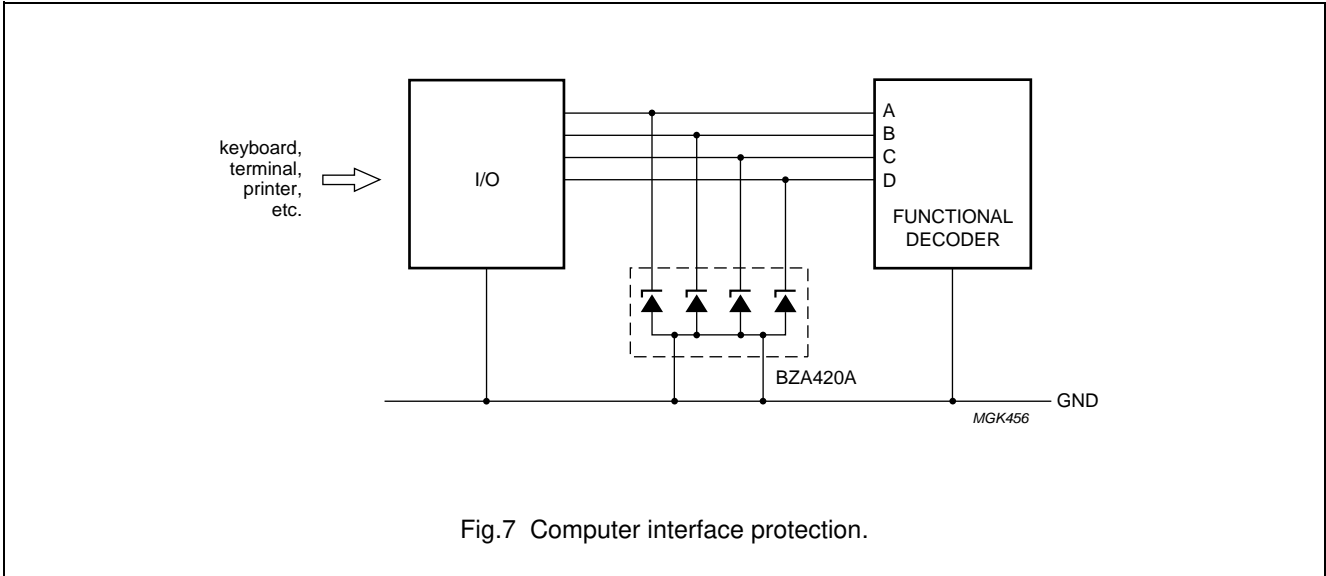 keyboard,
terminal,
printer,
etc.
I/O
A
B
C
D
FUNCTIONAL
DECODER
BZA420A
GND
MGK456
Fig.7 Computer interface protection.